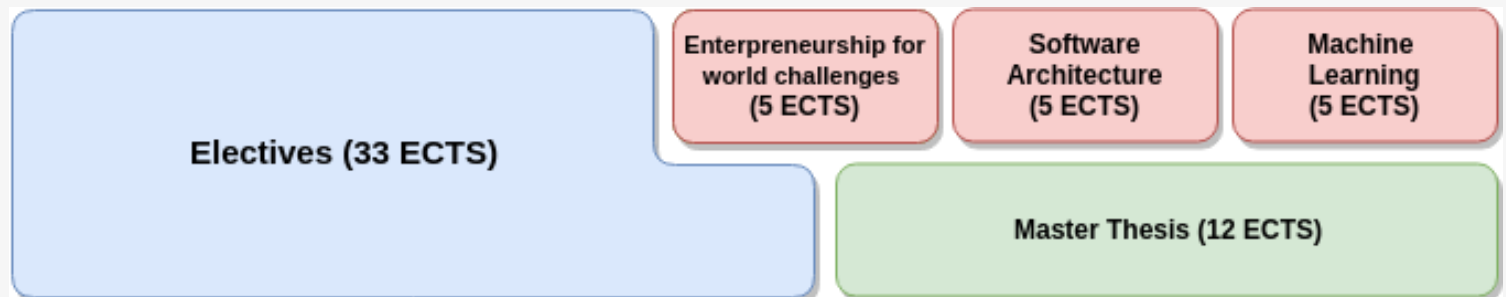 Electives (33 ECTS)
Enterpreneurship for
world challenges
(5 ECTS)
Software
Architecture
(5 ECTS)
Machine
Learning
(5 ECTS)
Master Thesis (12 ECTS)